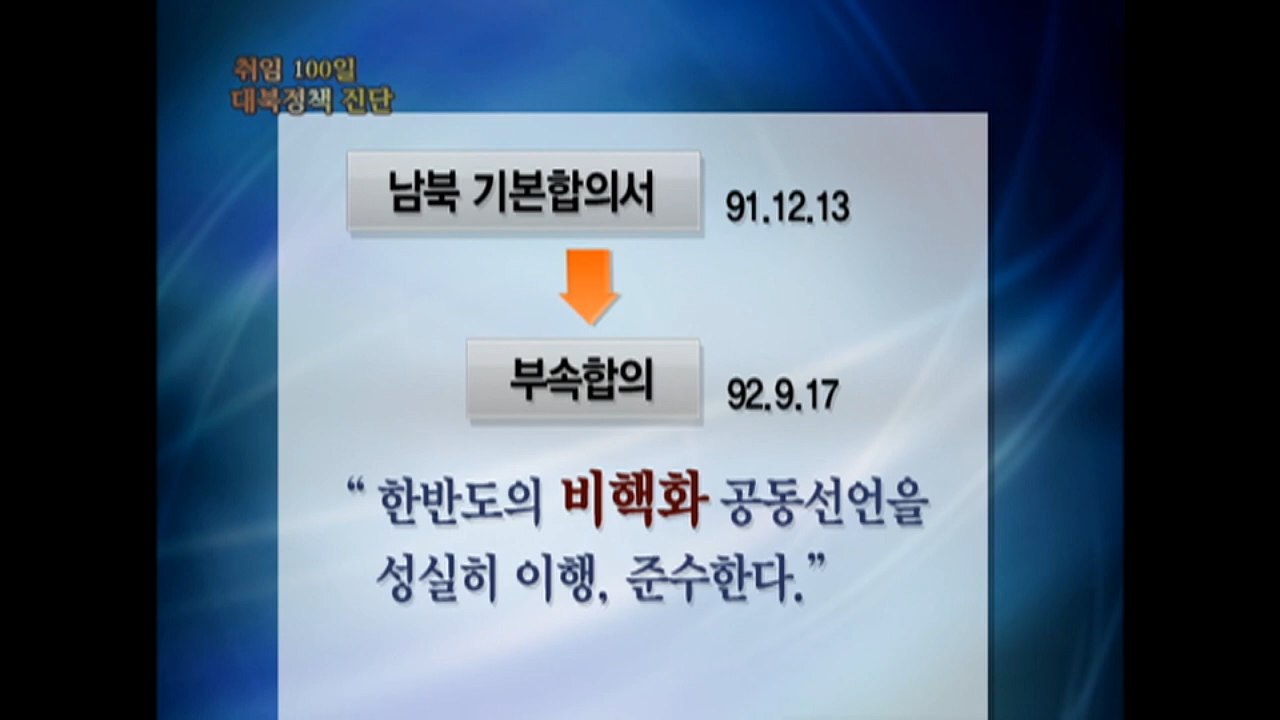 취임 100일
대북정책 진단
남북 기본합의서 91.12.13
부속합의 92.9.17
“ 한반도의 비핵화 공동선언을
성실히 이행, 준수한다.”